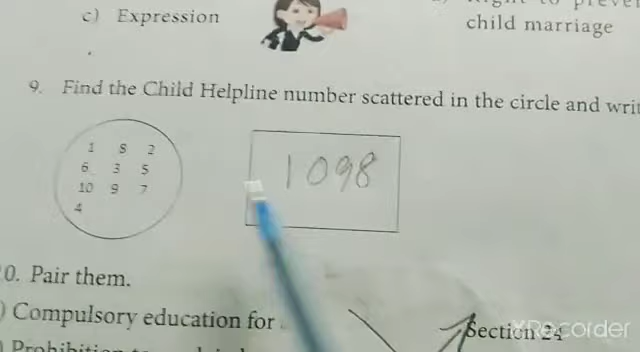 c) Expression
child marriage
9. Find the Child Helpline number scattered in the circle and
1 8 2
6 3 5
10 9 7
4
1098
0. Pair them.
) Compulsory education for
Section 24
XRecorder